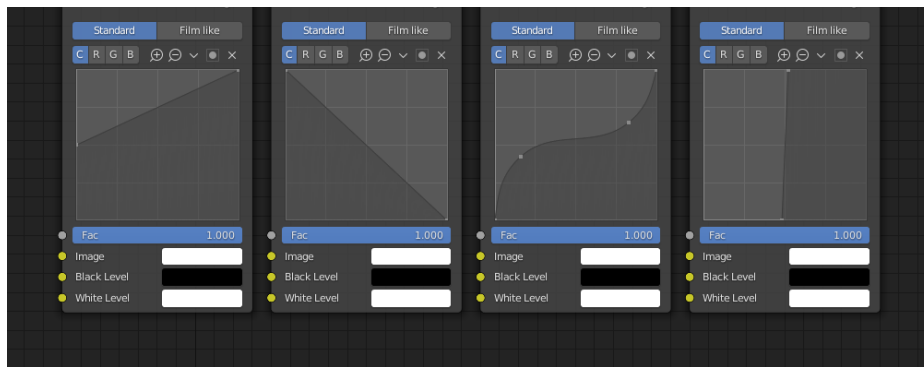 Standard Film like Standard Film like Standard Film like Standard Film like
C R G B C R G B C R G B C R G B
Fac 1.000 Fac 1.000 Fac 1.000 Fac 1.000
Image Image Image Image
Black Level Black Level Black Level Black Level
White Level White Level White Level White Level